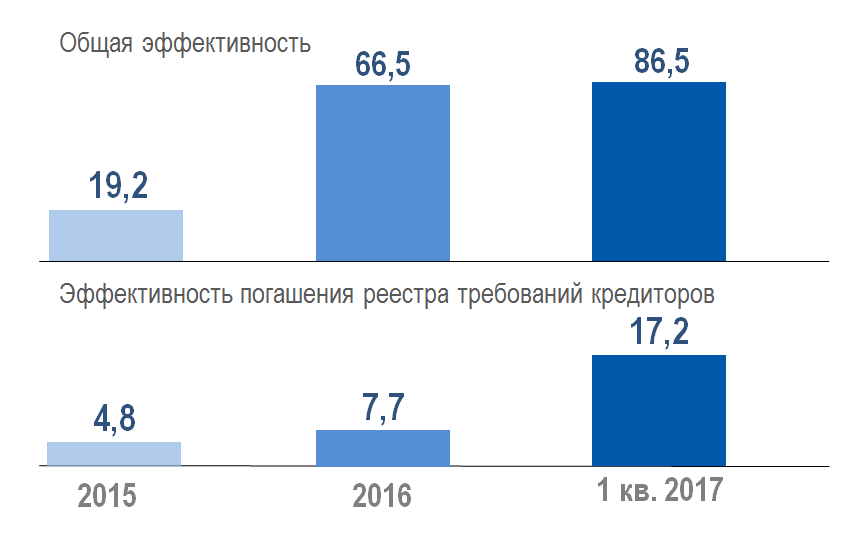 Общая эффективность
66,5
86,5
19,2
Эффективность погашения реестра требований кредиторов
17,2
7,7
4,8
2015
2016
1 кв. 2017